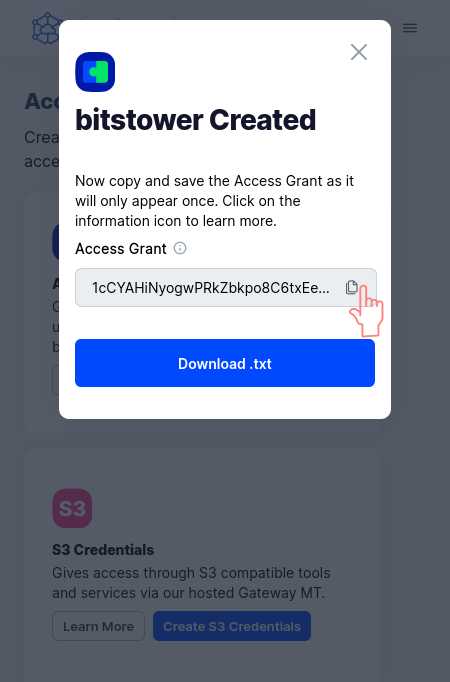 bitstower Created
Now copy and save the Access Grant as it
will only appear once. Click on the
information icon to learn more.
Access Grant
1cCYAHiNyogwPRkZbkpo8C6txEe...
Download .txt
Acc
Crea
acce
S3
S3 Credentials
Gives access through S3 compatible tools
and services via our hosted Gateway MT.
Learn More
Create S3 Credentials